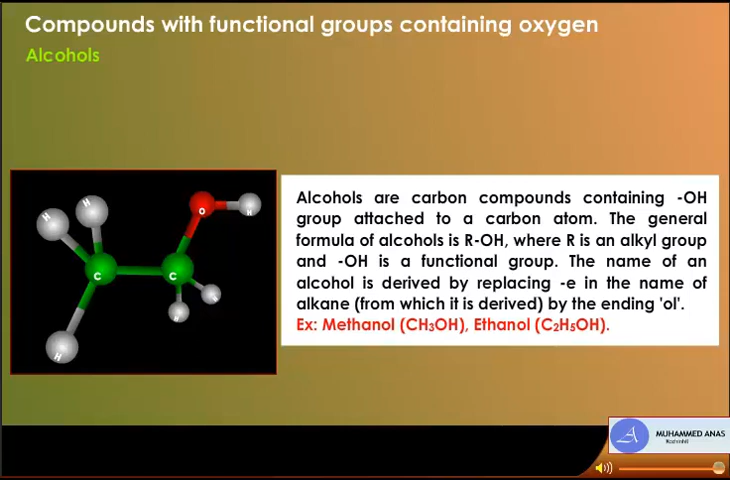 Compounds with functional groups containing oxygen
Alcohols
H
H
O
H
C
C
H
Alcohols are carbon compounds containing -OH
group attached to a carbon atom. The general
formula of alcohols is R-OH, where R is an alkyl group
and -OH is a functional group. The name of an
alcohol is derived by replacing -e in the name of
alkane (from which it is derived) by the ending 'ol'.
Ex: Methanol (CH₃OH), Ethanol (C₂H₅OH).
A
MUHAMMED ANAS